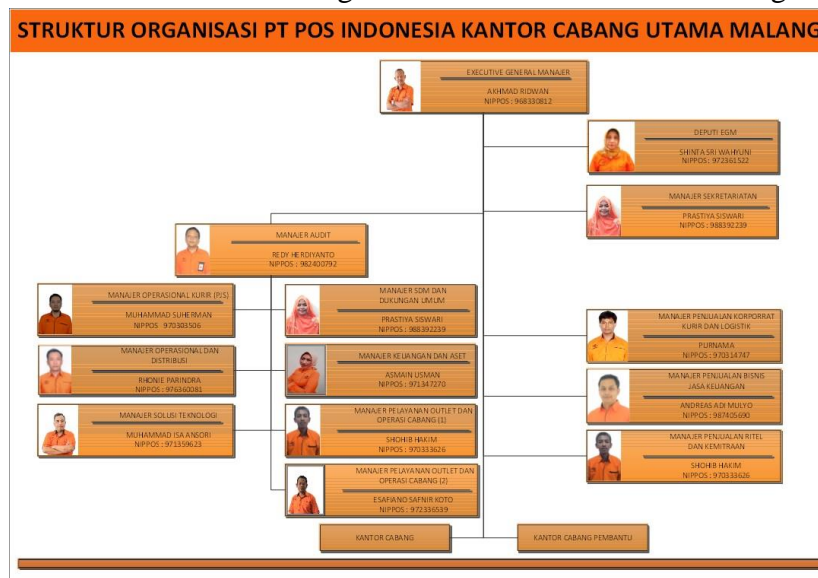 STRUKTUR ORGANISASI PT POS INDONESIA KANTOR CABANG UTAMA MALANG
EXECUTIVE GENERAL MANAJER
AKHMAD RIDWAN
NIPPOS : 968330812
DEPUTI EGM
SHINTA SRI WAHYUNI
NIPPOS : 972361522
MANAJER SEKRETARIATAN
PRASTIYA SISWARI
NIPPOS : 988392239
MANAJER AUDIT
REDY HERDIYANTO
NIPPOS : 982400792
MANAJER OPERASIONAL KURIR (PJS)
MUHAMMAD SUHERMAN
NIPPOS 970303506
MANAJER SDM DAN
DUKUNGAN UMUM
PRASTIYA SISWARI
NIPPOS : 988392239
MANAJER PENJUALAN KORPORRAT
KURIR DAN LOGISTIK
PURNAMA
NIPPOS : 970314747
MANAJER OPERASIONAL DAN
DISTRIBUSI
RHONIE PARINDRA
NIPPOS : 976360081
MANAJER KEUANGAN DAN ASET
ASMAIN USMAN
NIPPOS : 971347270
MANAJER PENJUALAN BISNIS
JASA KEUANGAN
ANDREAS ADI MULYO
NIPPOS : 987405690
MANAJER SOLUSI TEKNOLOGI
MUHAMMAD ISA ANSORI
NIPPOS : 971359623
MANAJER PELAYANAN OUTLET DAN
OPERASI CABANG (1)
SHOHIB HAKIM
NIPPOS : 970333626
MANAJER PENJUALAN RITEL
DAN KEMITRAAN
SHOHIB HAKIM
NIPPOS : 970333626
MANAJER PELAYANAN OUTLET DAN
OPERASI CABANG (2)
ESAFIANO SAFNIR KOTO
NIPPOS : 972336539
KANTOR CABANG
KANTOR CABANG PEMBANTU